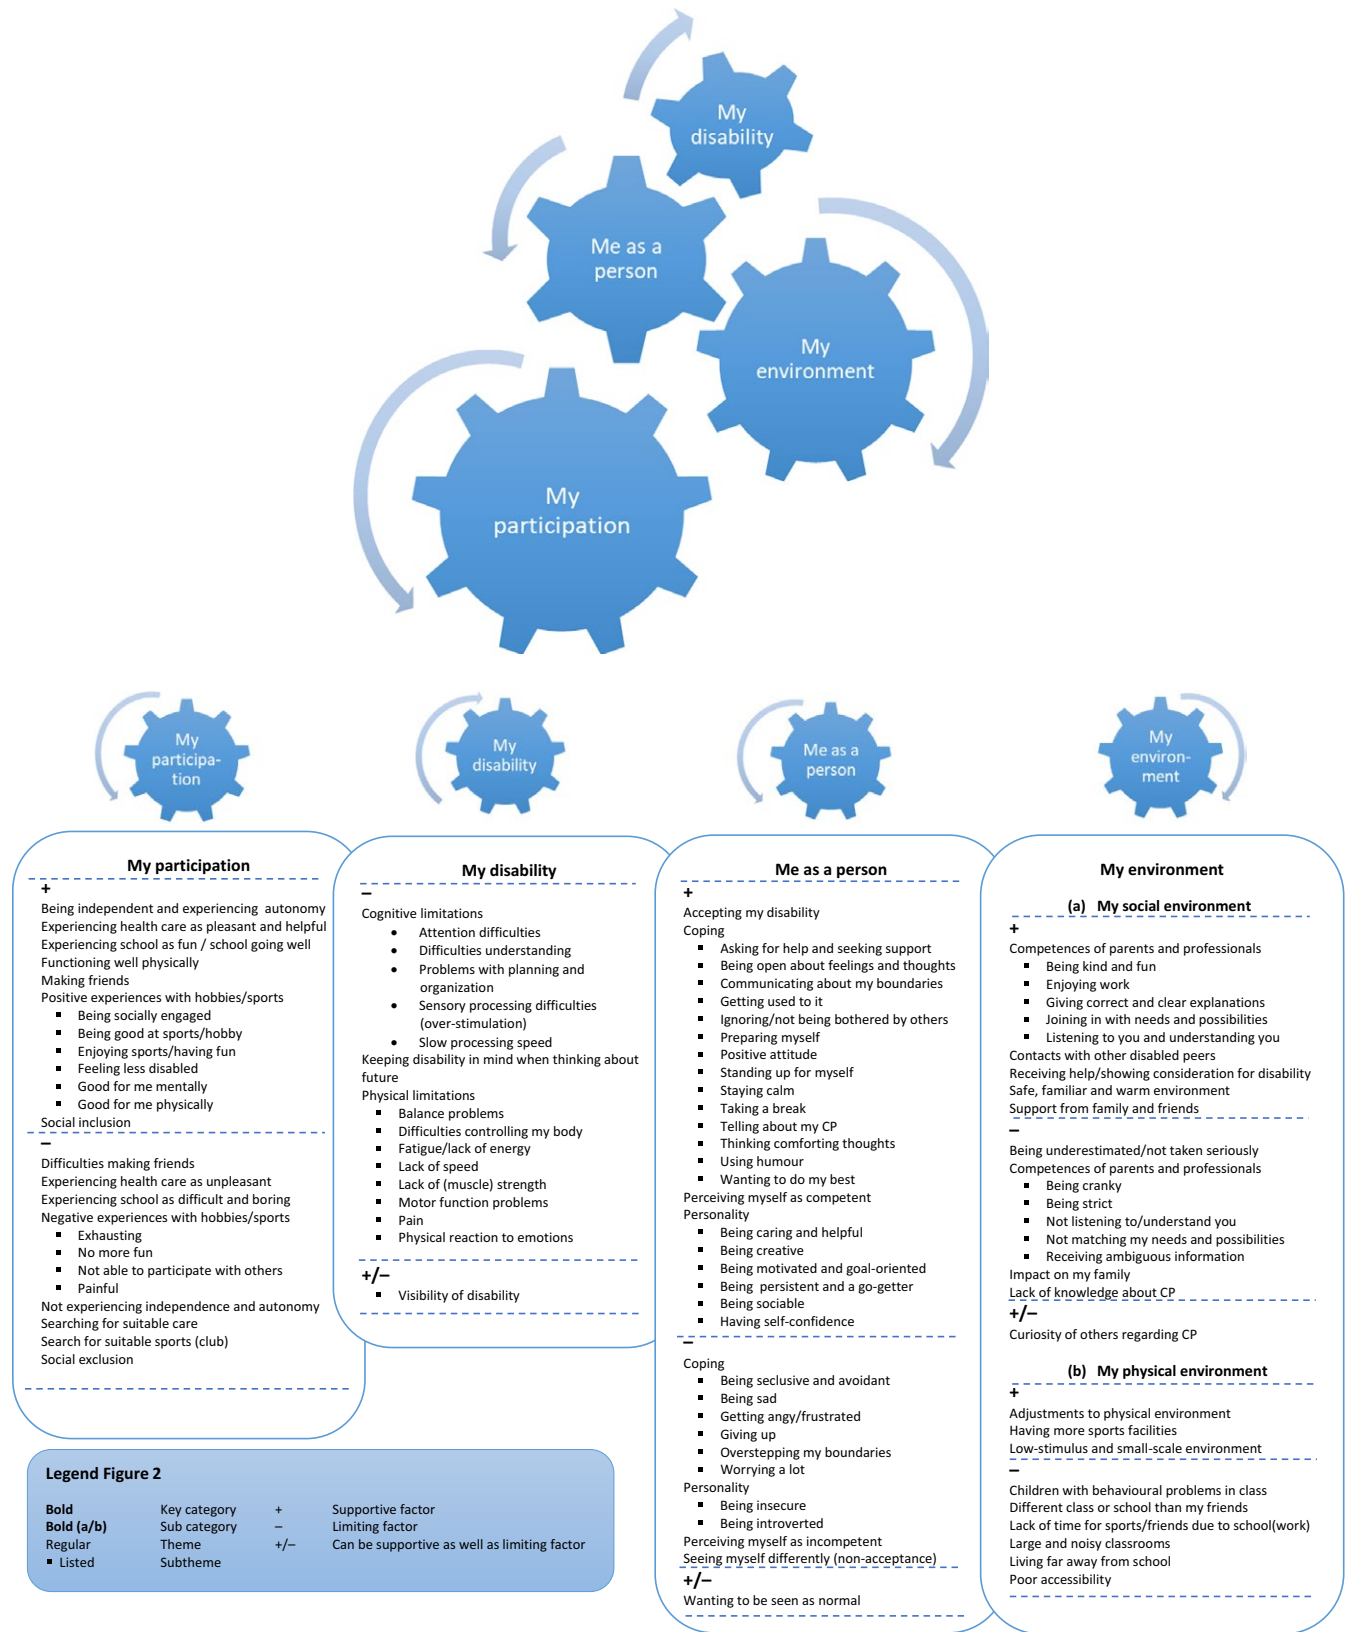 My
disability
Me as a
person
My
environment
My
participation
My
participa-
tion
My
disability
Me as a
person
My
environ-
ment
My participation
+
Being independent and experiencing autonomy
Experiencing health care as pleasant and helpful
Experiencing school as fun / school going well
Functioning well physically
Making friends
Positive experiences with hobbies/sports
▪ Being socially engaged
▪ Being good at sports/hobby
▪ Enjoying sports/having fun
▪ Feeling less disabled
▪ Good for me mentally
▪ Good for me physically
Social inclusion
–
Difficulties making friends
Experiencing health care as unpleasant
Experiencing school as difficult and boring
Negative experiences with hobbies/sports
▪ Exhausting
▪ No more fun
▪ Not able to participate with others
▪ Painful
Not experiencing independence and autonomy
Searching for suitable care
Search for suitable sports (club)
Social exclusion
My disability
–
Cognitive limitations
• Attention difficulties
• Difficulties understanding
• Problems with planning and
organization
• Sensory processing difficulties
(over-stimulation)
• Slow processing speed
Keeping disability in mind when thinking about
future
Physical limitations
▪ Balance problems
▪ Difficulties controlling my body
▪ Fatigue/lack of energy
▪ Lack of speed
▪ Lack of (muscle) strength
▪ Motor function problems
▪ Pain
▪ Physical reaction to emotions
+/–
▪ Visibility of disability
Me as a person
+
Accepting my disability
Coping
▪ Asking for help and seeking support
▪ Being open about feelings and thoughts
▪ Communicating about my boundaries
▪ Getting used to it
▪ Ignoring/not being bothered by others
▪ Preparing myself
▪ Positive attitude
▪ Standing up for myself
▪ Staying calm
▪ Taking a break
▪ Telling about my CP
▪ Thinking comforting thoughts
▪ Using humour
▪ Wanting to do my best
Perceiving myself as competent
Personality
▪ Being caring and helpful
▪ Being creative
▪ Being motivated and goal-oriented
▪ Being persistent and a go-getter
▪ Being sociable
▪ Having self-confidence
–
Coping
▪ Being seclusive and avoidant
▪ Being sad
▪ Getting angy/frustrated
▪ Giving up
▪ Overstepping my boundaries
▪ Worrying a lot
Personality
▪ Being insecure
▪ Being introverted
Perceiving myself as incompetent
Seeing myself differently (non-acceptance)
+/–
Wanting to be seen as normal
My environment
(a) My social environment
+
Competences of parents and professionals
▪ Being kind and fun
▪ Enjoying work
▪ Giving correct and clear explanations
▪ Joining in with needs and possibilities
▪ Listening to you and understanding you
Contacts with other disabled peers
Receiving help/showing consideration for disability
Safe, familiar and warm environment
Support from family and friends
–
Being underestimated/not taken seriously
Competences of parents and professionals
▪ Being cranky
▪ Being strict
▪ Not listening to/understand you
▪ Not matching my needs and possibilities
▪ Receiving ambiguous information
Impact on my family
Lack of knowledge about CP
+/–
Curiosity of others regarding CP
(b) My physical environment
+
Adjustments to physical environment
Having more sports facilities
Low-stimulus and small-scale environment
–
Children with behavioural problems in class
Different class or school than my friends
Lack of time for sports/friends due to school(work)
Large and noisy classrooms
Living far away from school
Poor accessibility
Legend Figure 2
Bold Key category + Supportive factor
Bold (a/b) Sub category – Limiting factor
Regular Theme +/– Can be supportive as well as limiting factor
▪ Listed Subtheme